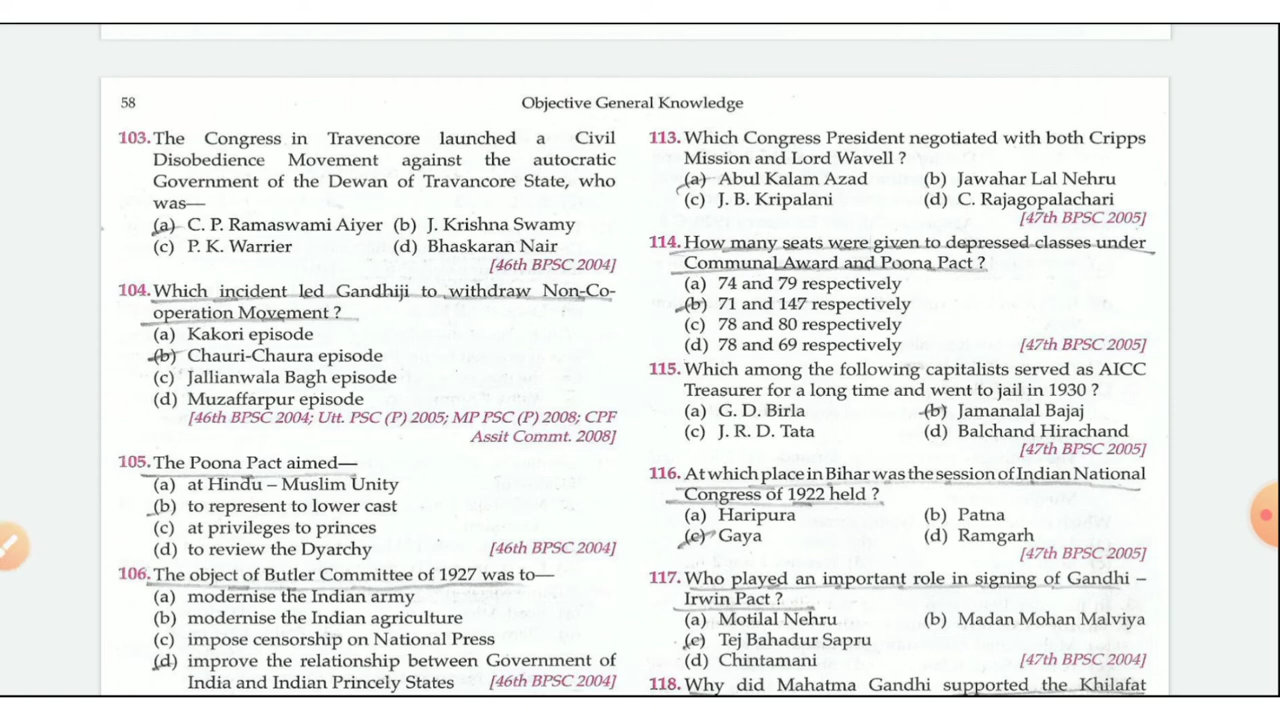 58
Objective General Knowledge
103. The Congress in Travencore launched a Civil
Disobedience Movement against the autocratic
Government of the Dewan of Travancore State, who
was—
(a) C. P. Ramaswami Aiyer (b) J. Krishna Swamy
(c) P. K. Warrier (d) Bhaskaran Nair
[46th BPSC 2004]
104. Which incident led Gandhiji to withdraw Non-Co-
operation Movement ?
(a) Kakori episode
(b) Chauri-Chaura episode
(c) Jallianwala Bagh episode
(d) Muzaffarpur episode
[46th BPSC 2004; Utt. PSC (P) 2005; MP PSC (P) 2008; CPF
Assit Commt. 2008]
105. The Poona Pact aimed—
(a) at Hindu – Muslim Unity
(b) to represent to lower cast
(c) at privileges to princes
(d) to review the Dyarchy [46th BPSC 2004]
106. The object of Butler Committee of 1927 was to—
(a) modernise the Indian army
(b) modernise the Indian agriculture
(c) impose censorship on National Press
(d) improve the relationship between Government of
India and Indian Princely States [46th BPSC 2004]
113. Which Congress President negotiated with both Cripps
Mission and Lord Wavell ?
(a) Abul Kalam Azad (b) Jawahar Lal Nehru
(c) J. B. Kripalani (d) C. Rajagopalachari
[47th BPSC 2005]
114. How many seats were given to depressed classes under
Communal Award and Poona Pact ?
(a) 74 and 79 respectively
(b) 71 and 147 respectively
(c) 78 and 80 respectively
(d) 78 and 69 respectively [47th BPSC 2005]
115. Which among the following capitalists served as AICC
Treasurer for a long time and went to jail in 1930 ?
(a) G. D. Birla (b) Jamanalal Bajaj
(c) J. R. D. Tata (d) Balchand Hirachand
[47th BPSC 2005]
116. At which place in Bihar was the session of Indian National
Congress of 1922 held ?
(a) Haripura (b) Patna
(c) Gaya (d) Ramgarh
[47th BPSC 2005]
117. Who played an important role in signing of Gandhi –
Irwin Pact ?
(a) Motilal Nehru (b) Madan Mohan Malviya
(c) Tej Bahadur Sapru
(d) Chintamani [47th BPSC 2004]
118. Why did Mahatma Gandhi supported the Khilafat